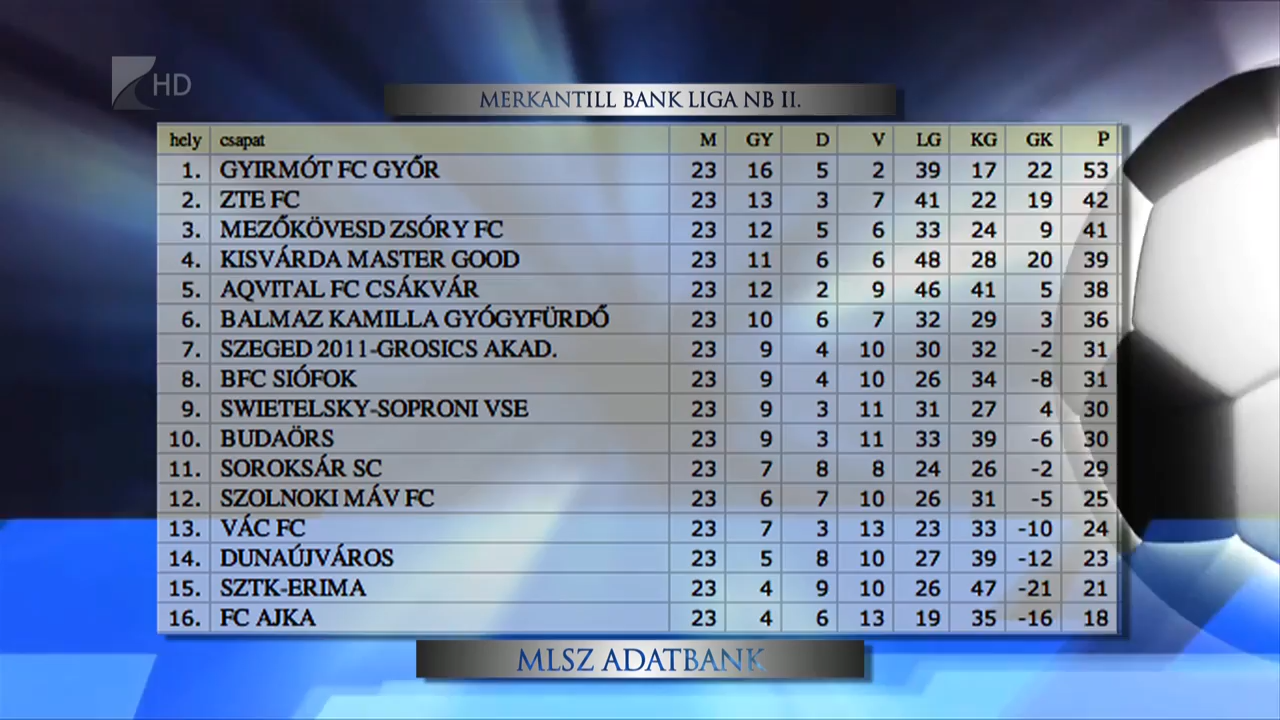 HD
MERKANTILL BANK LIGA NB II.
hely csapat M GY D V LG KG GK P
1. GYIRMÓT FC GYŐR 23 16 5 2 39 17 22 53
2. ZTE FC 23 13 3 7 41 22 19 42
3. MEZŐKÖVESD ZSÓRY FC 23 12 5 6 33 24 9 41
4. KISVÁRDA MASTER GOOD 23 11 6 6 48 28 20 39
5. AQVITAL FC CSÁKVÁR 23 12 2 9 46 41 5 38
6. BALMAZ KAMILLA GYÓGYFÜRDŐ 23 10 6 7 32 29 3 36
7. SZEGED 2011-GROSICS AKAD. 23 9 4 10 30 32 -2 31
8. BFC SIÓFOK 23 9 4 10 26 34 -8 31
9. SWIETELSKY-SOPRONI VSE 23 9 3 11 31 27 4 30
10. BUDAÖRS 23 9 3 11 33 39 -6 30
11. SOROKSÁR SC 23 7 8 8 24 26 -2 29
12. SZOLNOKI MÁV FC 23 6 7 10 26 31 -5 25
13. VÁC FC 23 7 3 13 23 33 -10 24
14. DUNAÚJVÁROS 23 5 8 10 27 39 -12 23
15. SZTK-ERIMA 23 4 9 10 26 47 -21 21
16. FC AJKA 23 4 6 13 19 35 -16 18
MLSZ ADATBANK